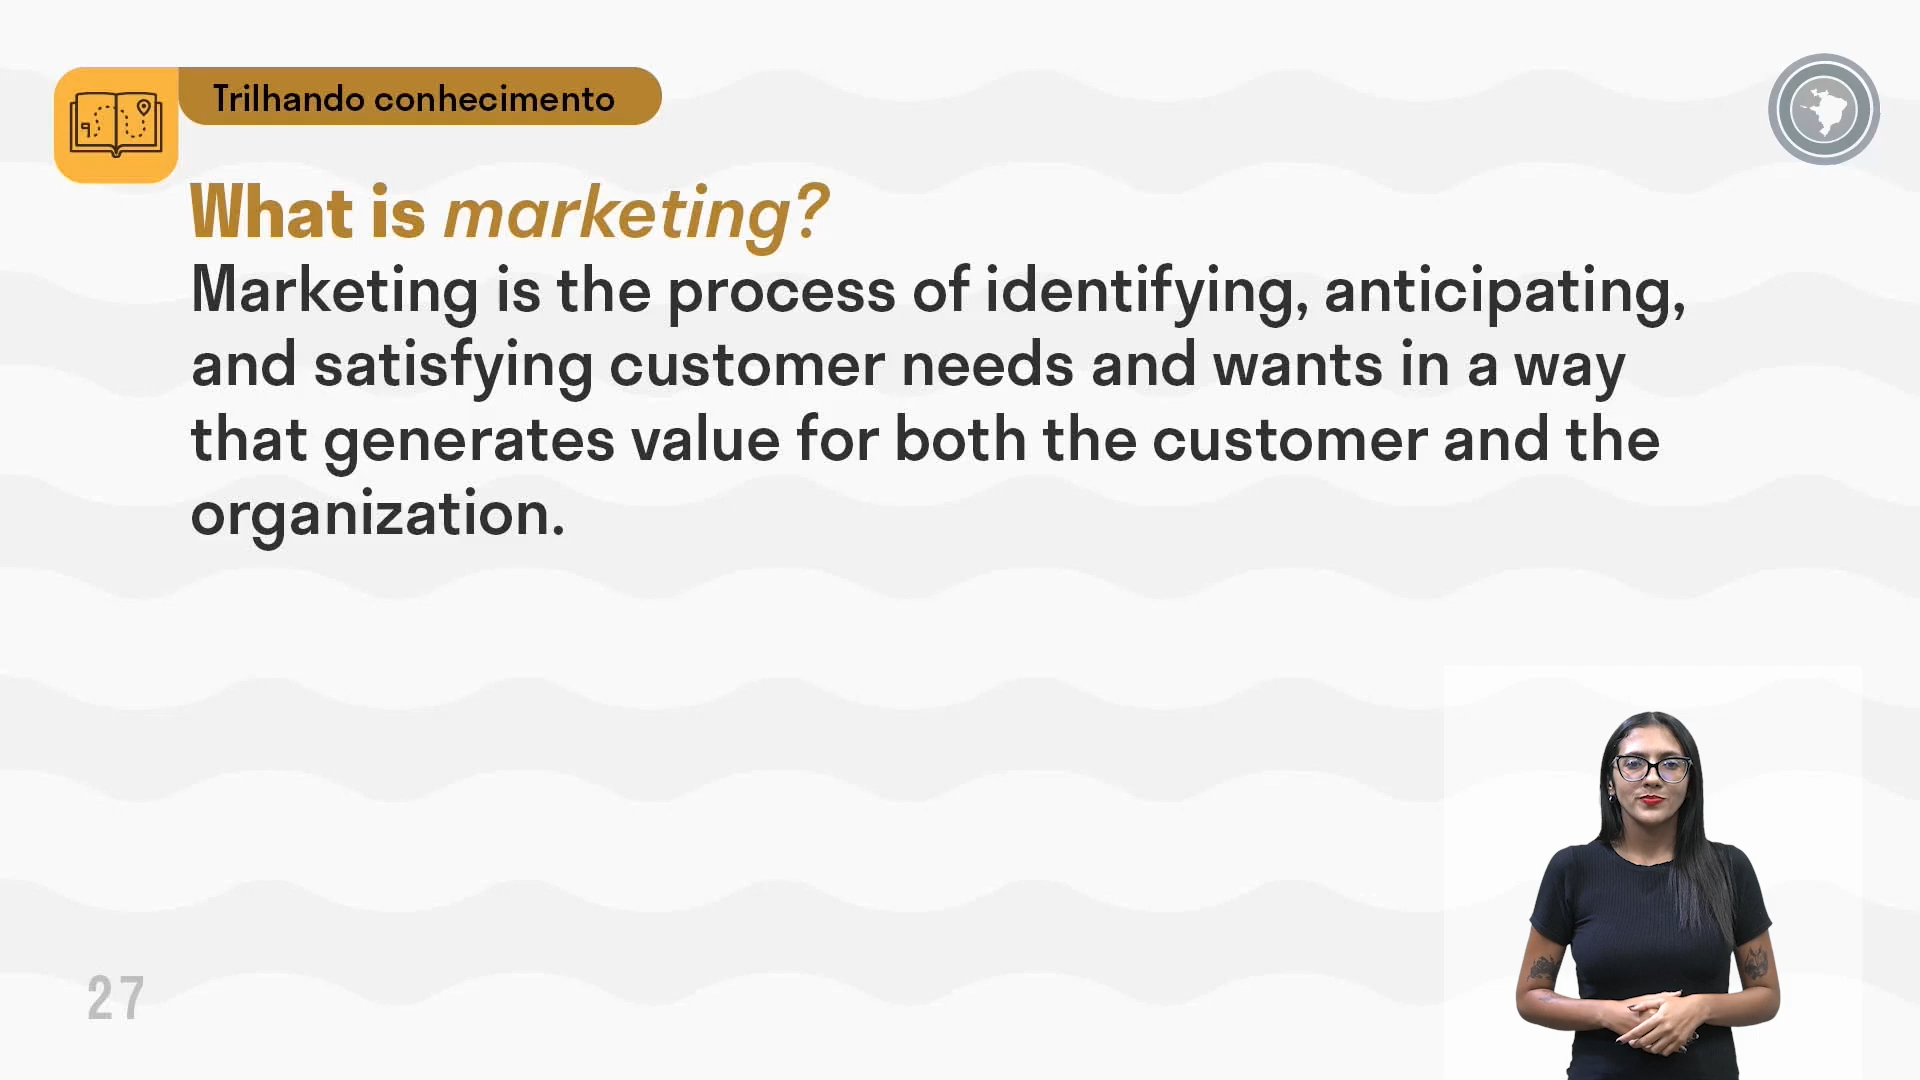 Trilhando conhecimento
What is marketing?
Marketing is the process of identifying, anticipating,
and satisfying customer needs and wants in a way
that generates value for both the customer and the
organization.
27